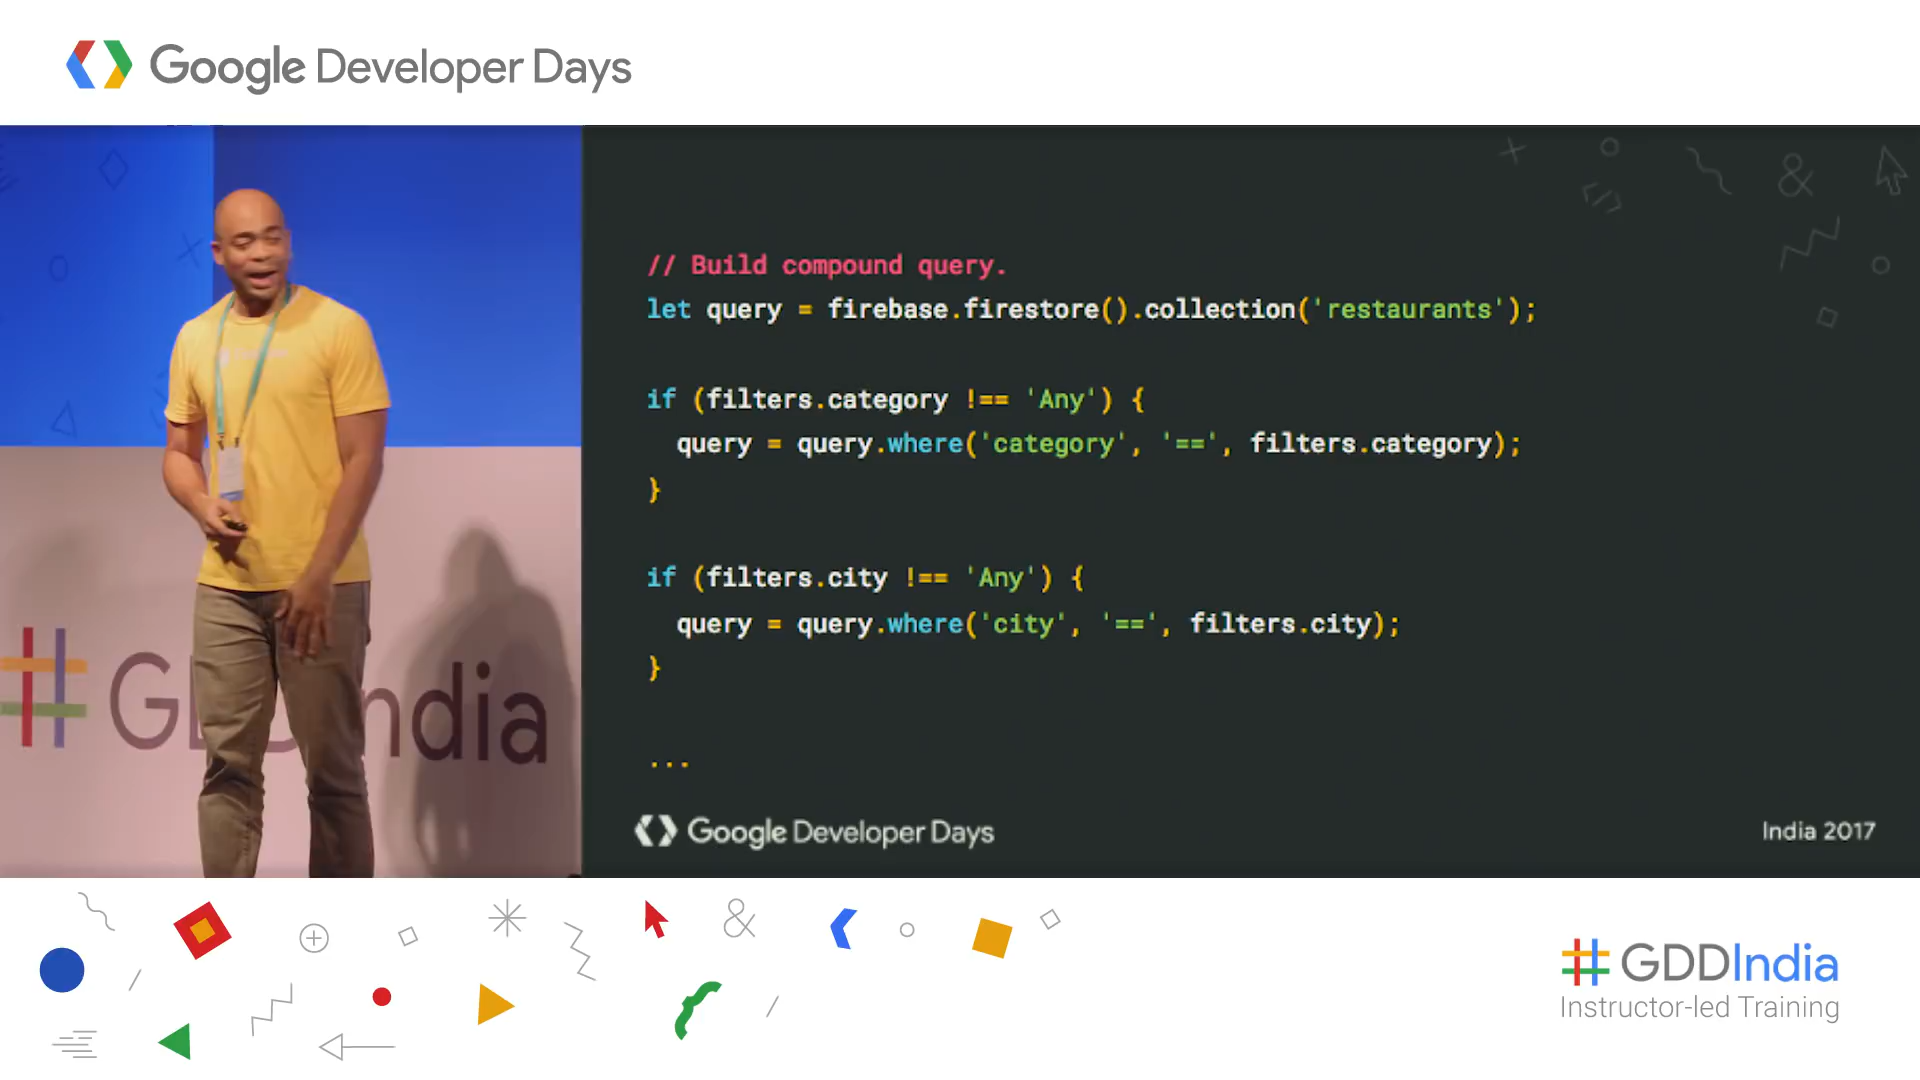 Google Developer Days
// Build compound query.
let query = firebase.firestore().collection('restaurants');
if (filters.category !== 'Any') {
  query = query.where('category', '==', filters.category);
}
if (filters.city !== 'Any') {
  query = query.where('city', '==', filters.city);
}
...
Google Developer Days
India 2017
#GDDIndia
Instructor-led Training